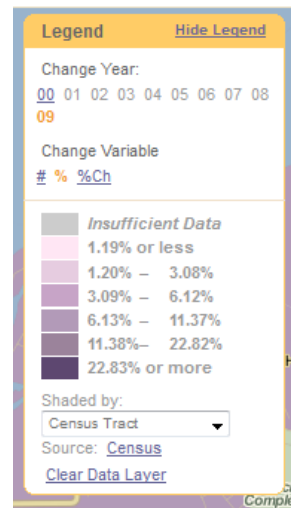 Legend Hide Legend
Change Year:
00 01 02 03 04 05 06 07 08
09
Change Variable
# % %Ch
Insufficient Data
1.19% or less
1.20% – 3.08%
3.09% – 6.12%
6.13% – 11.37%
11.38%– 22.82%
22.83% or more
Shaded by:
Census Tract
Source: Census
Clear Data Layer
Comple